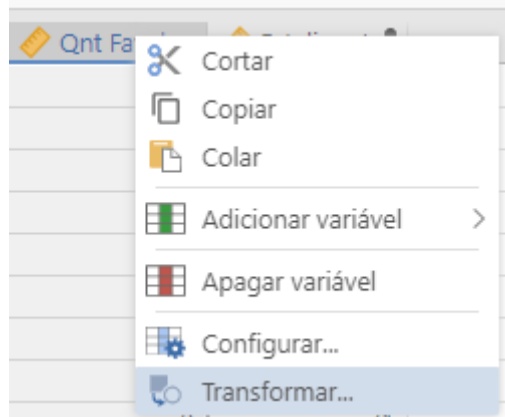 Qnt Fa
Cortar
Copiar
Colar
Adicionar variável
Apagar variável
Configurar...
Transformar...